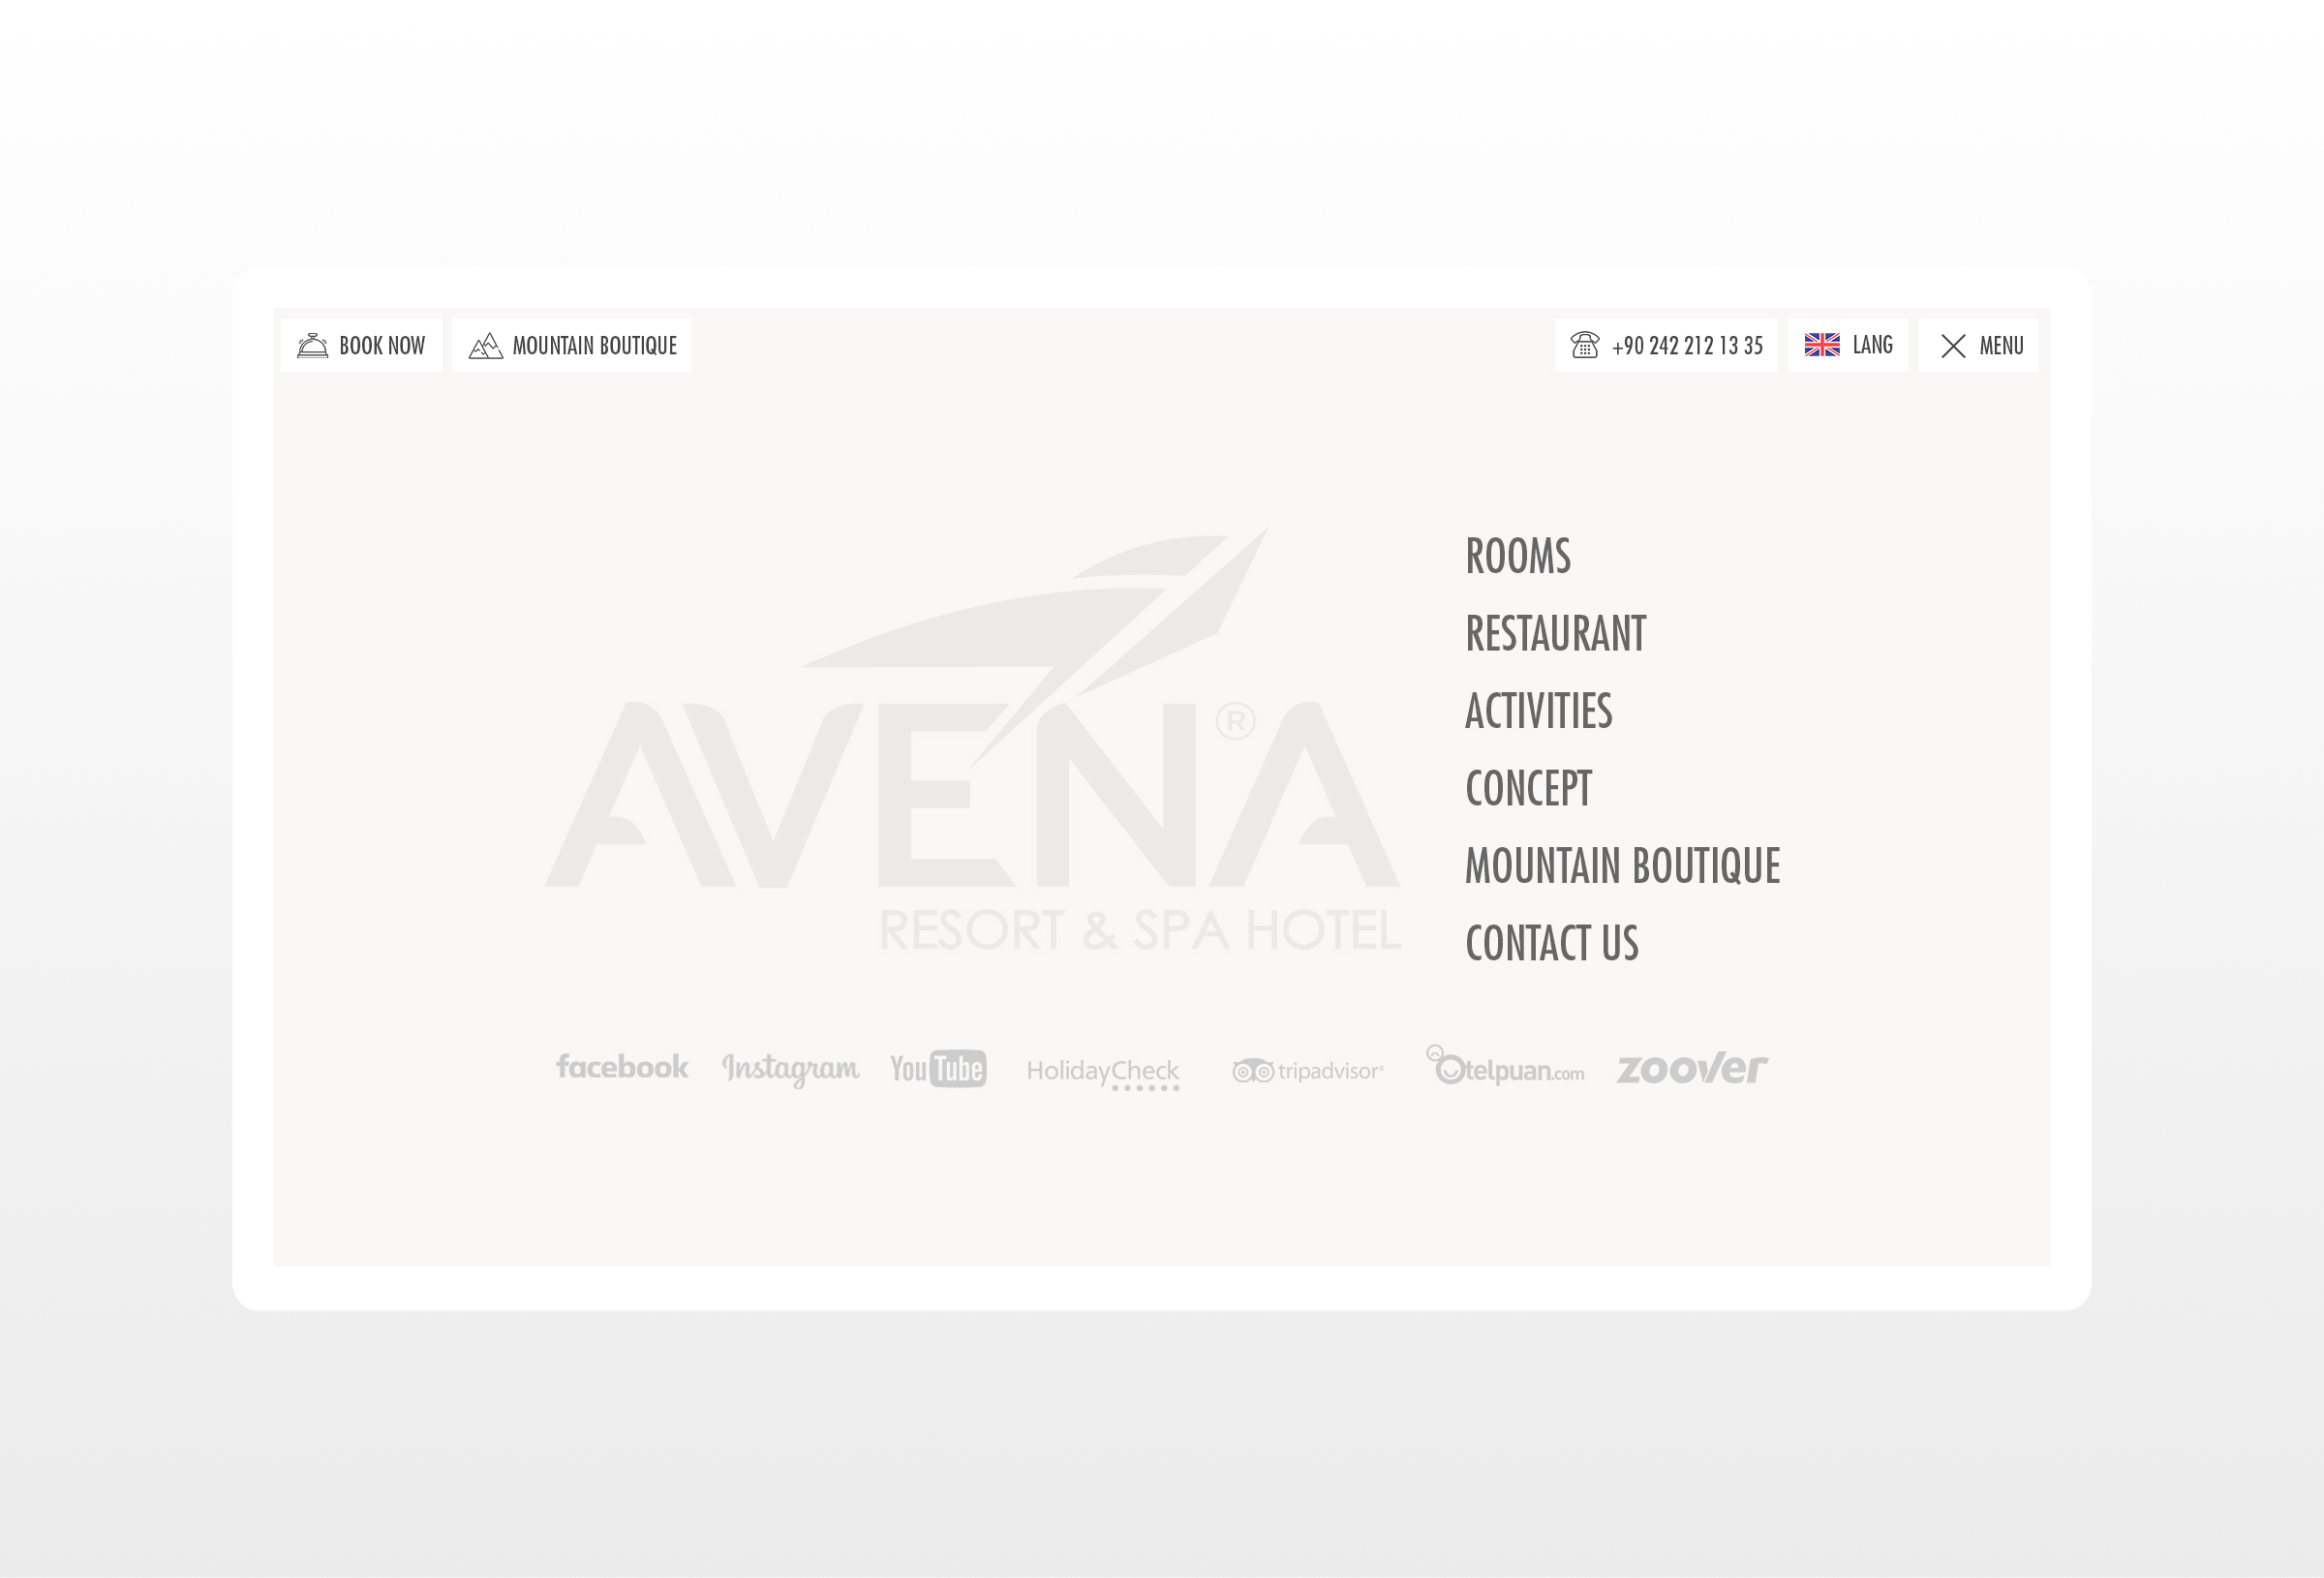 BOOK NOW
MOUNTAIN BOUTIQUE
+90 242 212 13 35
LANG
MENU
AVENA®
RESORT & SPA HOTEL
ROOMS
RESTAURANT
ACTIVITIES
CONCEPT
MOUNTAIN BOUTIQUE
CONTACT US
facebook
Instagram
YouTube
HolidayCheck
tripadvisor®
Otelpuan.com
zoover